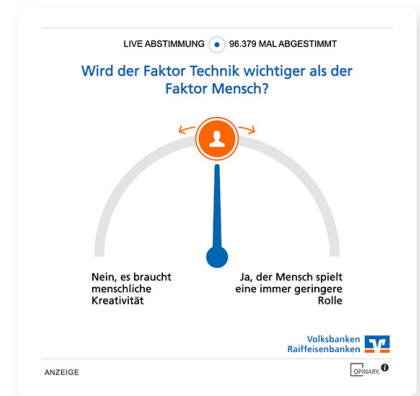 LIVE ABSTIMMUNG 96.379 MAL ABGESTIMMT
Wird der Faktor Technik wichtiger als der
Faktor Mensch?
Nein, es braucht
menschliche
Kreativität
Ja, der Mensch spielt
eine immer geringere
Rolle
Volksbanken
Raiffeisenbanken
ANZEIGE
OPINARY.